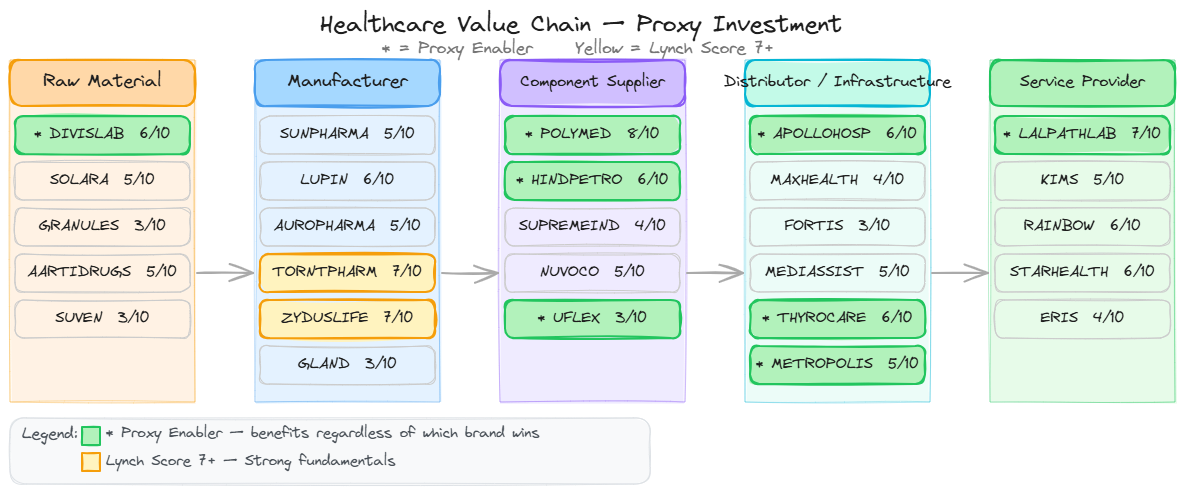 Healthcare Value Chain — Proxy Investment
* = Proxy Enabler Yellow = Lynch Score 7+
Raw Material
* DIVISLAB 6/10
SOLARA 5/10
GRANULES 3/10
AARTIDRUGS 5/10
SUVEN 3/10
Manufacturer
SUNPHARMA 5/10
LUPIN 6/10
AUROPHARMA 5/10
TORNTPHARM 7/10
ZYDUSLIFE 7/10
GLAND 3/10
Component Supplier
* POLYMED 8/10
* HINDPETRO 6/10
SUPREMEIND 4/10
NUVOCO 5/10
* UFLEX 3/10
Distributor / Infrastructure
* APOLLOHOSP 6/10
MAXHEALTH 4/10
FORTIS 3/10
MEDIASSIST 5/10
* THYROCARE 6/10
* METROPOLIS 5/10
Service Provider
* LALPATHLAB 7/10
KIMS 5/10
RAINBOW 6/10
STARHEALTH 6/10
ERIS 4/10
Legend: * Proxy Enabler — benefits regardless of which brand wins
Lynch Score 7+ — Strong fundamentals